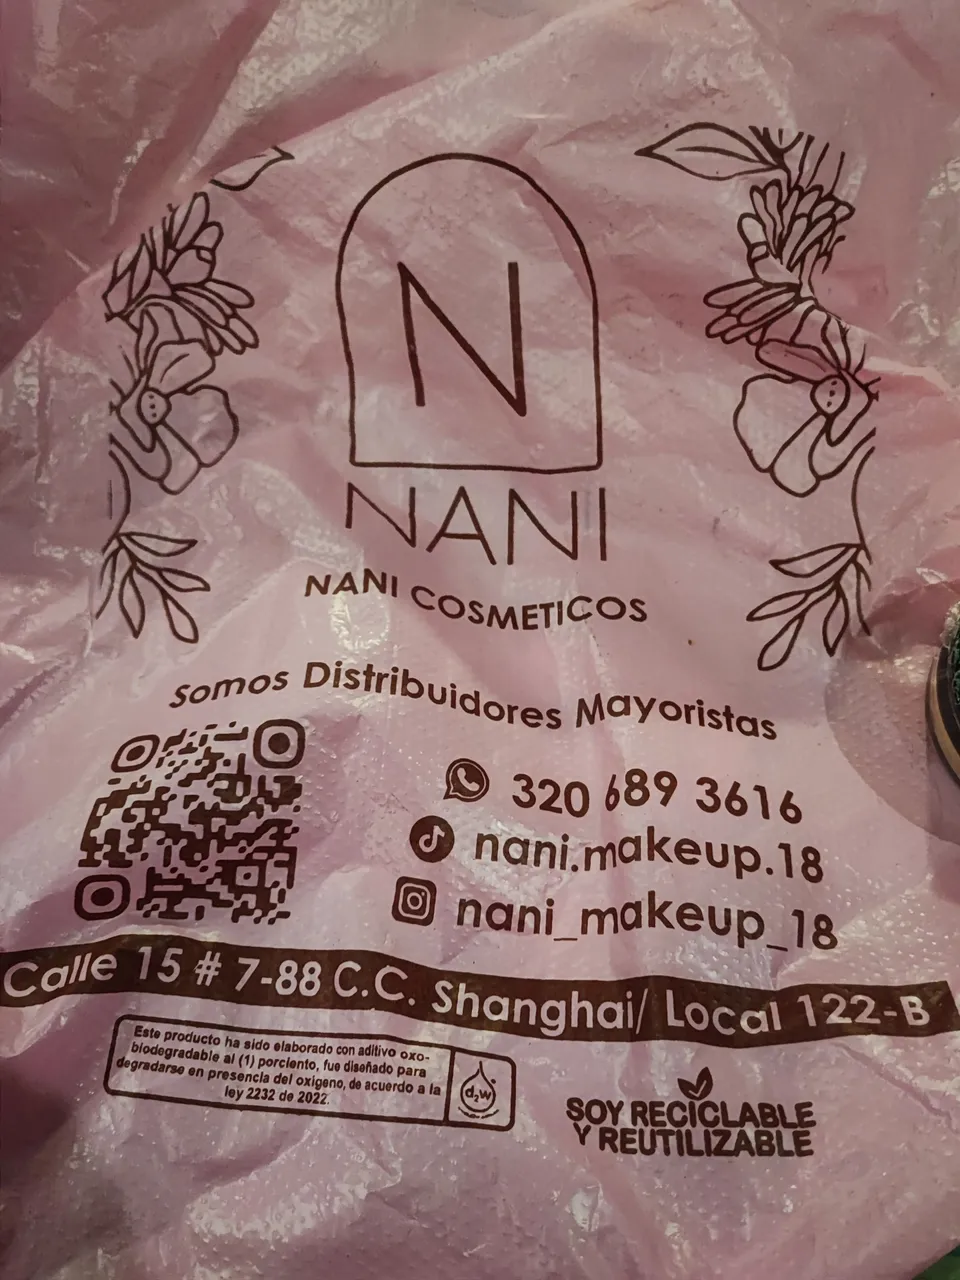 N
NANI
NANI COSMETICOS
Somos Distribuidores Mayoristas
320 689 3616
nani.makeup.18
nani_makeup_18
Calle 15 # 7-88 C.C. Shanghai/ Local 122-B
Este producto ha sido elaborado con aditivo oxo-
biodegradable al (1) porciento, fue diseñado para
degradarse en presencia del oxigeno, de acuerdo a la
ley 2232 de 2022.
d₂w
SOY RECICLABLE
Y REUTILIZABLE